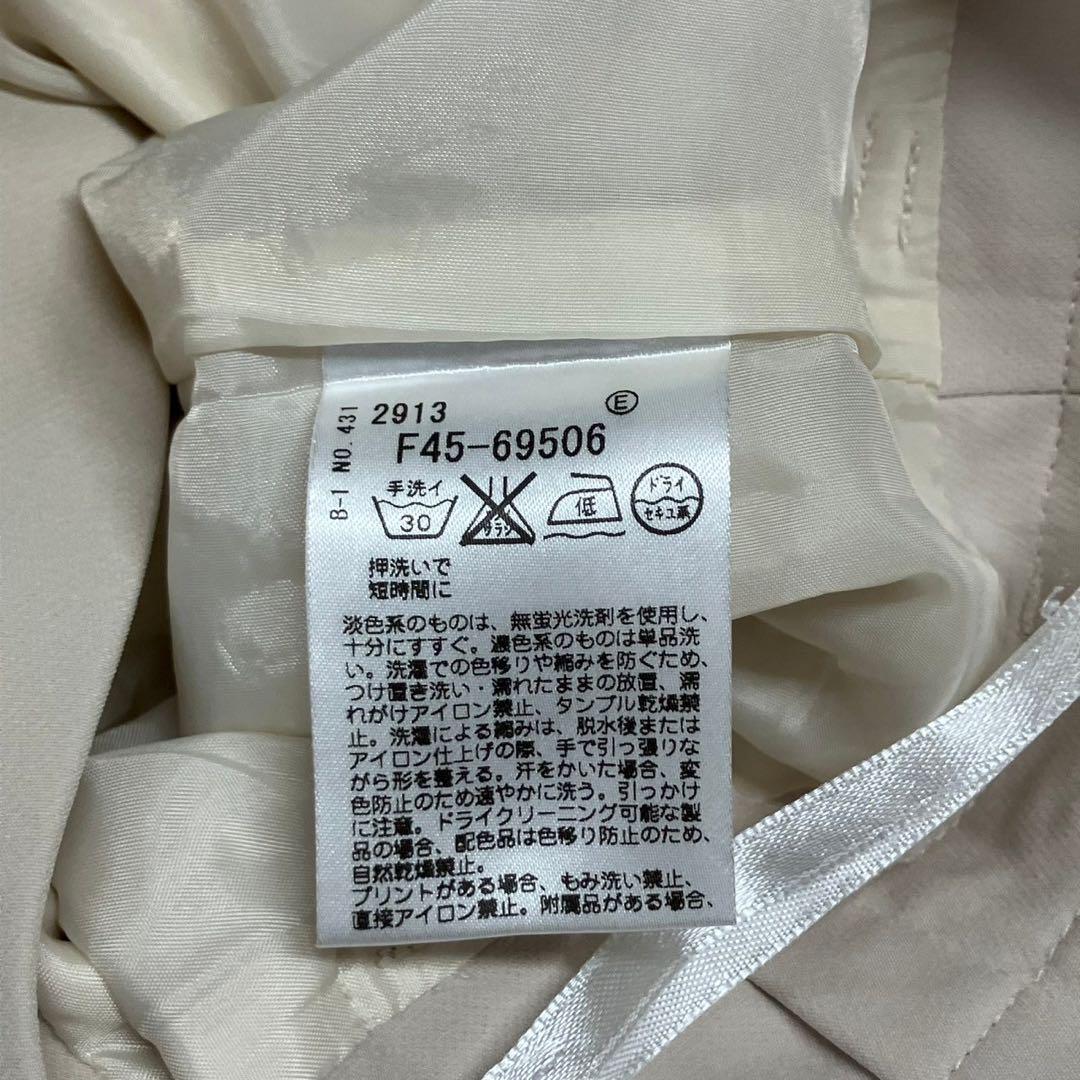 B-1 NO.431
2913 Ⓔ
F45-69506
手洗イ 30 サラシ 低 ドライ セキユ系
押洗いで
短時間に
淡色系のものは、無蛍光洗剤を使用し、
十分にすすぐ。濃色系のものは単品洗
い。洗濯での色移りや縮みを防ぐため、
つけ置き洗い・濡れたままの放置、濡
れがけアイロン禁止、タンブル乾燥禁
止。洗濯による縮みは、脱水後または
アイロン仕上げの際、手で引っ張りな
がら形を整える。汗をかいた場合、変
色防止のため速やかに洗う。引っかけ
に注意。ドライクリーニング可能な製
品の場合、配色品は色移り防止のため、
自然乾燥禁止。
プリントがある場合、もみ洗い禁止、
直接アイロン禁止。附属品がある場合、